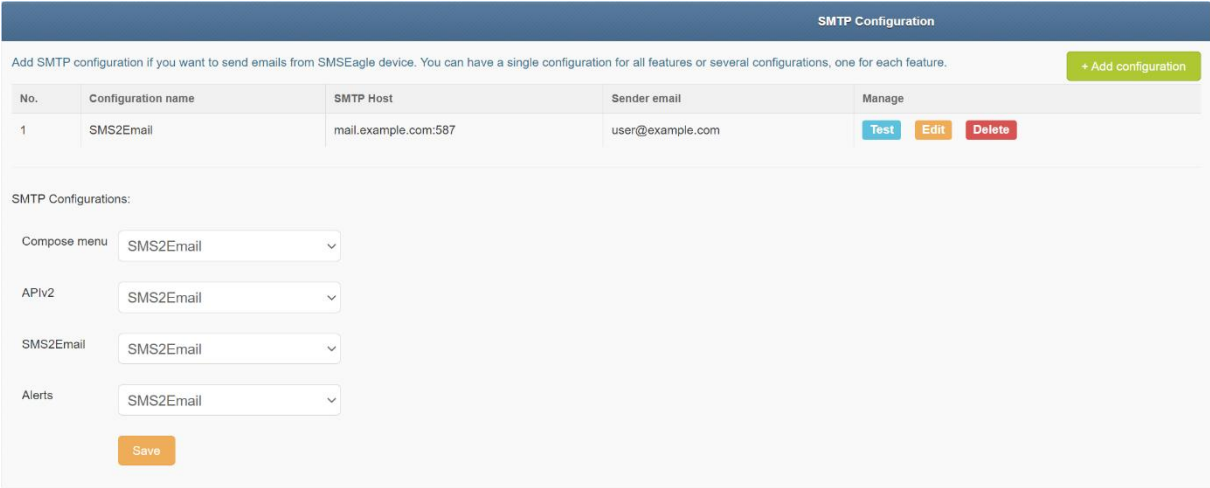 SMTP Configuration
Add SMTP configuration if you want to send emails from SMSEagle device. You can have a single configuration for all features or several configurations, one for each feature.
+ Add configuration
No. Configuration name SMTP Host Sender email Manage
1 SMS2Email mail.example.com:587 user@example.com Test Edit Delete
SMTP Configurations:
Compose menu SMS2Email
APIv2 SMS2Email
SMS2Email SMS2Email
Alerts SMS2Email
Save